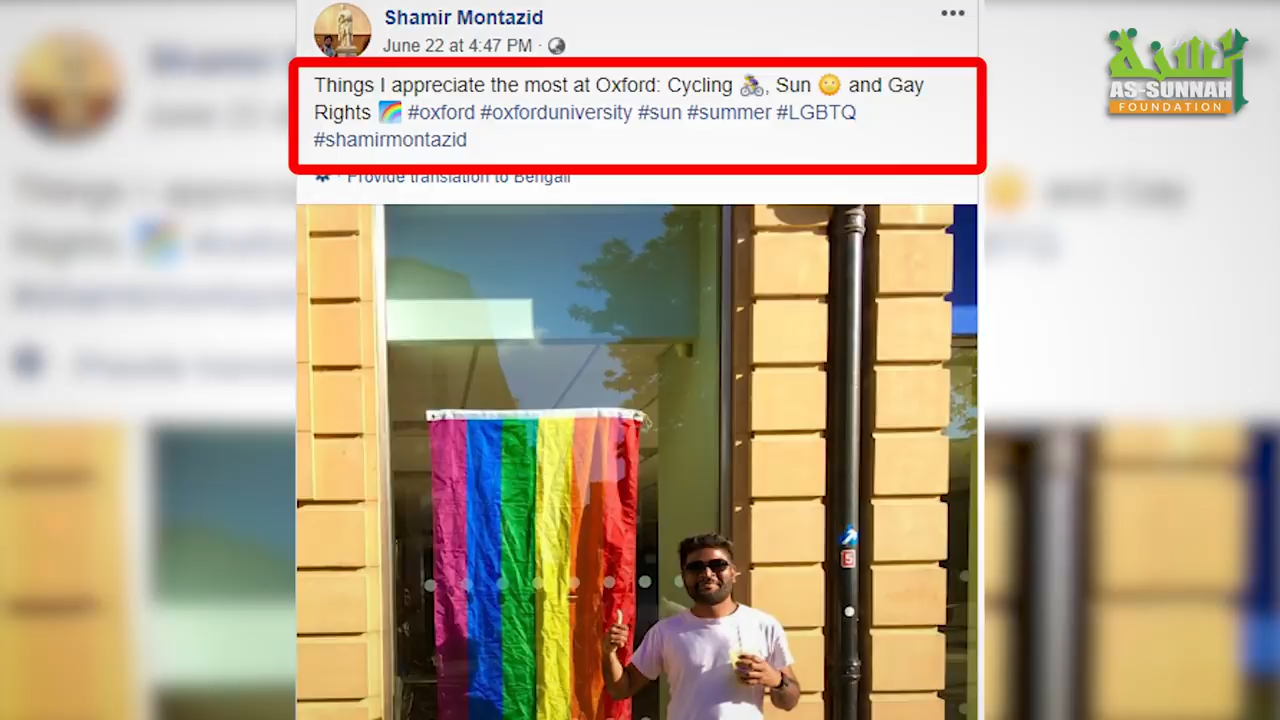 Shamir Montazid
June 22 at 4:47 PM ·
Things I appreciate the most at Oxford: Cycling 🚴, Sun 🌞 and Gay
Rights 🌈 #oxford #oxforduniversity #sun #summer #LGBTQ
#shamirmontazid
· Provide translation to Bengali
AS-SUNNAH
FOUNDATION
S